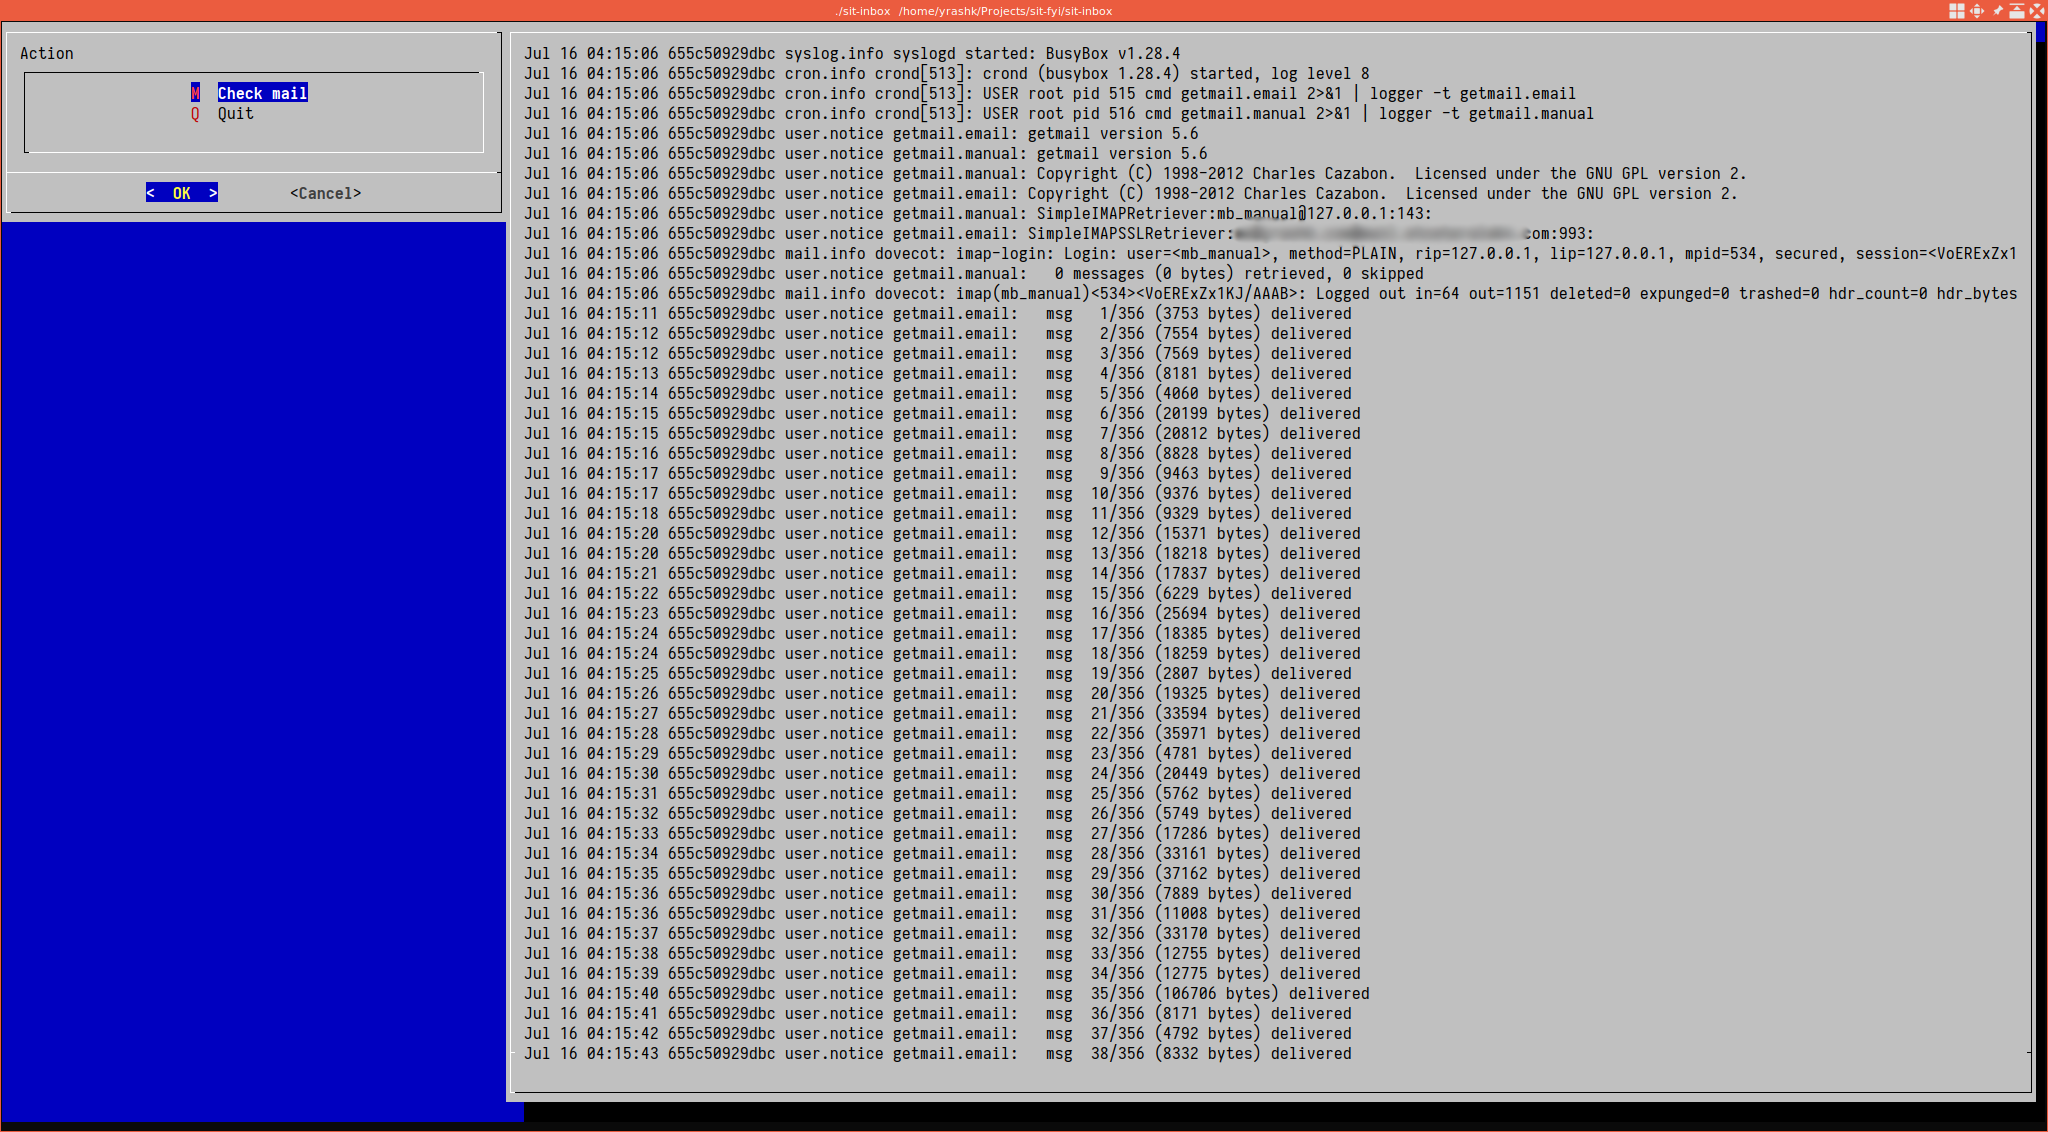 ./sit-inbox  /home/yrashk/Projects/sit-fyi/sit-inbox
Action
M  Check mail
Q  Quit
<  OK  >        <Cancel>
Jul 16 04:15:06 655c50929dbc syslog.info syslogd started: BusyBox v1.28.4
Jul 16 04:15:06 655c50929dbc cron.info crond[513]: crond (busybox 1.28.4) started, log level 8
Jul 16 04:15:06 655c50929dbc cron.info crond[513]: USER root pid 515 cmd getmail.email 2>&1 | logger -t getmail.email
Jul 16 04:15:06 655c50929dbc cron.info crond[513]: USER root pid 516 cmd getmail.manual 2>&1 | logger -t getmail.manual
Jul 16 04:15:06 655c50929dbc user.notice getmail.email: getmail version 5.6
Jul 16 04:15:06 655c50929dbc user.notice getmail.manual: getmail version 5.6
Jul 16 04:15:06 655c50929dbc user.notice getmail.manual: Copyright (C) 1998-2012 Charles Cazabon.  Licensed under the GNU GPL version 2.
Jul 16 04:15:06 655c50929dbc user.notice getmail.email: Copyright (C) 1998-2012 Charles Cazabon.  Licensed under the GNU GPL version 2.
Jul 16 04:15:06 655c50929dbc user.notice getmail.manual: SimpleIMAPRetriever:mb_manual@127.0.0.1:143:
Jul 16 04:15:06 655c50929dbc user.notice getmail.email: SimpleIMAPSSLRetriever: com:993:
Jul 16 04:15:06 655c50929dbc mail.info dovecot: imap-login: Login: user=<mb_manual>, method=PLAIN, rip=127.0.0.1, lip=127.0.0.1, mpid=534, secured, session=<VoERExZx1
Jul 16 04:15:06 655c50929dbc user.notice getmail.manual:   0 messages (0 bytes) retrieved, 0 skipped
Jul 16 04:15:06 655c50929dbc mail.info dovecot: imap(mb_manual)<534><VoERExZx1KJ/AAAB>: Logged out in=64 out=1151 deleted=0 expunged=0 trashed=0 hdr_count=0 hdr_bytes
Jul 16 04:15:11 655c50929dbc user.notice getmail.email:   msg   1/356 (3753 bytes) delivered
Jul 16 04:15:12 655c50929dbc user.notice getmail.email:   msg   2/356 (7554 bytes) delivered
Jul 16 04:15:12 655c50929dbc user.notice getmail.email:   msg   3/356 (7569 bytes) delivered
Jul 16 04:15:13 655c50929dbc user.notice getmail.email:   msg   4/356 (8181 bytes) delivered
Jul 16 04:15:14 655c50929dbc user.notice getmail.email:   msg   5/356 (4060 bytes) delivered
Jul 16 04:15:15 655c50929dbc user.notice getmail.email:   msg   6/356 (20199 bytes) delivered
Jul 16 04:15:15 655c50929dbc user.notice getmail.email:   msg   7/356 (20812 bytes) delivered
Jul 16 04:15:16 655c50929dbc user.notice getmail.email:   msg   8/356 (8828 bytes) delivered
Jul 16 04:15:17 655c50929dbc user.notice getmail.email:   msg   9/356 (9463 bytes) delivered
Jul 16 04:15:17 655c50929dbc user.notice getmail.email:   msg  10/356 (9376 bytes) delivered
Jul 16 04:15:18 655c50929dbc user.notice getmail.email:   msg  11/356 (9329 bytes) delivered
Jul 16 04:15:20 655c50929dbc user.notice getmail.email:   msg  12/356 (15371 bytes) delivered
Jul 16 04:15:20 655c50929dbc user.notice getmail.email:   msg  13/356 (18218 bytes) delivered
Jul 16 04:15:21 655c50929dbc user.notice getmail.email:   msg  14/356 (17837 bytes) delivered
Jul 16 04:15:22 655c50929dbc user.notice getmail.email:   msg  15/356 (6229 bytes) delivered
Jul 16 04:15:23 655c50929dbc user.notice getmail.email:   msg  16/356 (25694 bytes) delivered
Jul 16 04:15:24 655c50929dbc user.notice getmail.email:   msg  17/356 (18385 bytes) delivered
Jul 16 04:15:24 655c50929dbc user.notice getmail.email:   msg  18/356 (18259 bytes) delivered
Jul 16 04:15:25 655c50929dbc user.notice getmail.email:   msg  19/356 (2807 bytes) delivered
Jul 16 04:15:26 655c50929dbc user.notice getmail.email:   msg  20/356 (19325 bytes) delivered
Jul 16 04:15:27 655c50929dbc user.notice getmail.email:   msg  21/356 (33594 bytes) delivered
Jul 16 04:15:28 655c50929dbc user.notice getmail.email:   msg  22/356 (35971 bytes) delivered
Jul 16 04:15:29 655c50929dbc user.notice getmail.email:   msg  23/356 (4781 bytes) delivered
Jul 16 04:15:30 655c50929dbc user.notice getmail.email:   msg  24/356 (20449 bytes) delivered
Jul 16 04:15:31 655c50929dbc user.notice getmail.email:   msg  25/356 (5762 bytes) delivered
Jul 16 04:15:32 655c50929dbc user.notice getmail.email:   msg  26/356 (5749 bytes) delivered
Jul 16 04:15:33 655c50929dbc user.notice getmail.email:   msg  27/356 (17286 bytes) delivered
Jul 16 04:15:34 655c50929dbc user.notice getmail.email:   msg  28/356 (33161 bytes) delivered
Jul 16 04:15:35 655c50929dbc user.notice getmail.email:   msg  29/356 (37162 bytes) delivered
Jul 16 04:15:36 655c50929dbc user.notice getmail.email:   msg  30/356 (7889 bytes) delivered
Jul 16 04:15:36 655c50929dbc user.notice getmail.email:   msg  31/356 (11008 bytes) delivered
Jul 16 04:15:37 655c50929dbc user.notice getmail.email:   msg  32/356 (33170 bytes) delivered
Jul 16 04:15:38 655c50929dbc user.notice getmail.email:   msg  33/356 (12755 bytes) delivered
Jul 16 04:15:39 655c50929dbc user.notice getmail.email:   msg  34/356 (12775 bytes) delivered
Jul 16 04:15:40 655c50929dbc user.notice getmail.email:   msg  35/356 (106706 bytes) delivered
Jul 16 04:15:41 655c50929dbc user.notice getmail.email:   msg  36/356 (8171 bytes) delivered
Jul 16 04:15:42 655c50929dbc user.notice getmail.email:   msg  37/356 (4792 bytes) delivered
Jul 16 04:15:43 655c50929dbc user.notice getmail.email:   msg  38/356 (8332 bytes) delivered